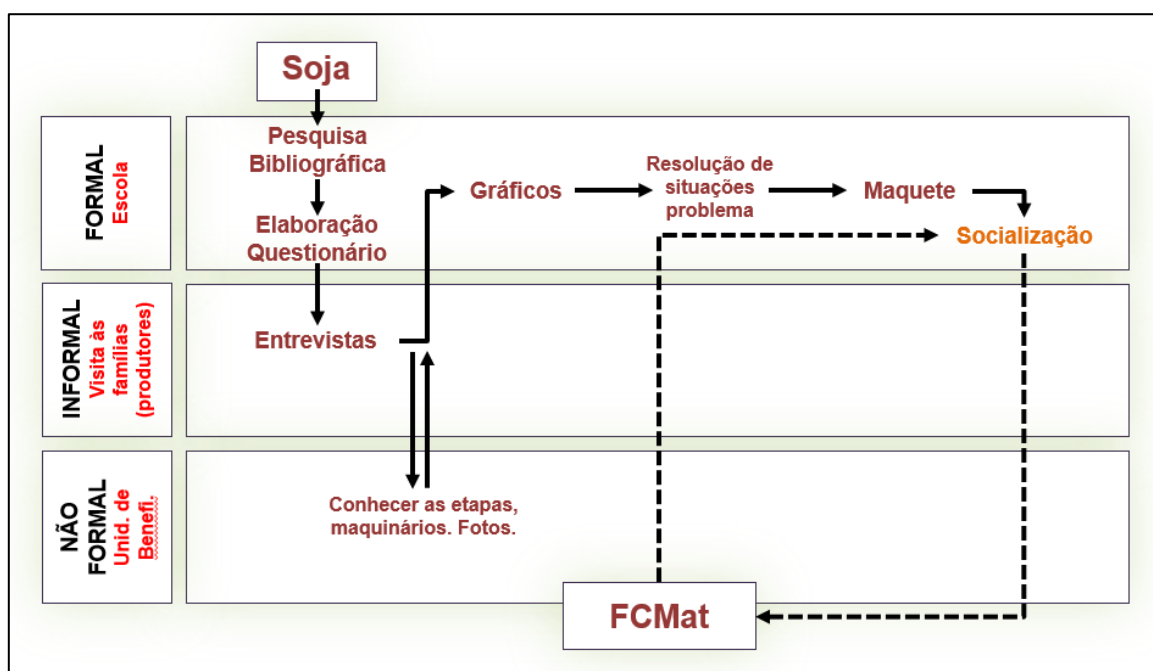 Soja
FORMAL
Escola
Pesquisa
Bibliográfica
Elaboração
Questionário
Gráficos
Resolução de
situações
problema
Maquete
Socialização
INFORMAL
Visita às
famílias
(produtores)
Entrevistas
NÃO
FORMAL
Unid. de
Benefi.
Conhecer as etapas,
maquinários. Fotos.
FCMat